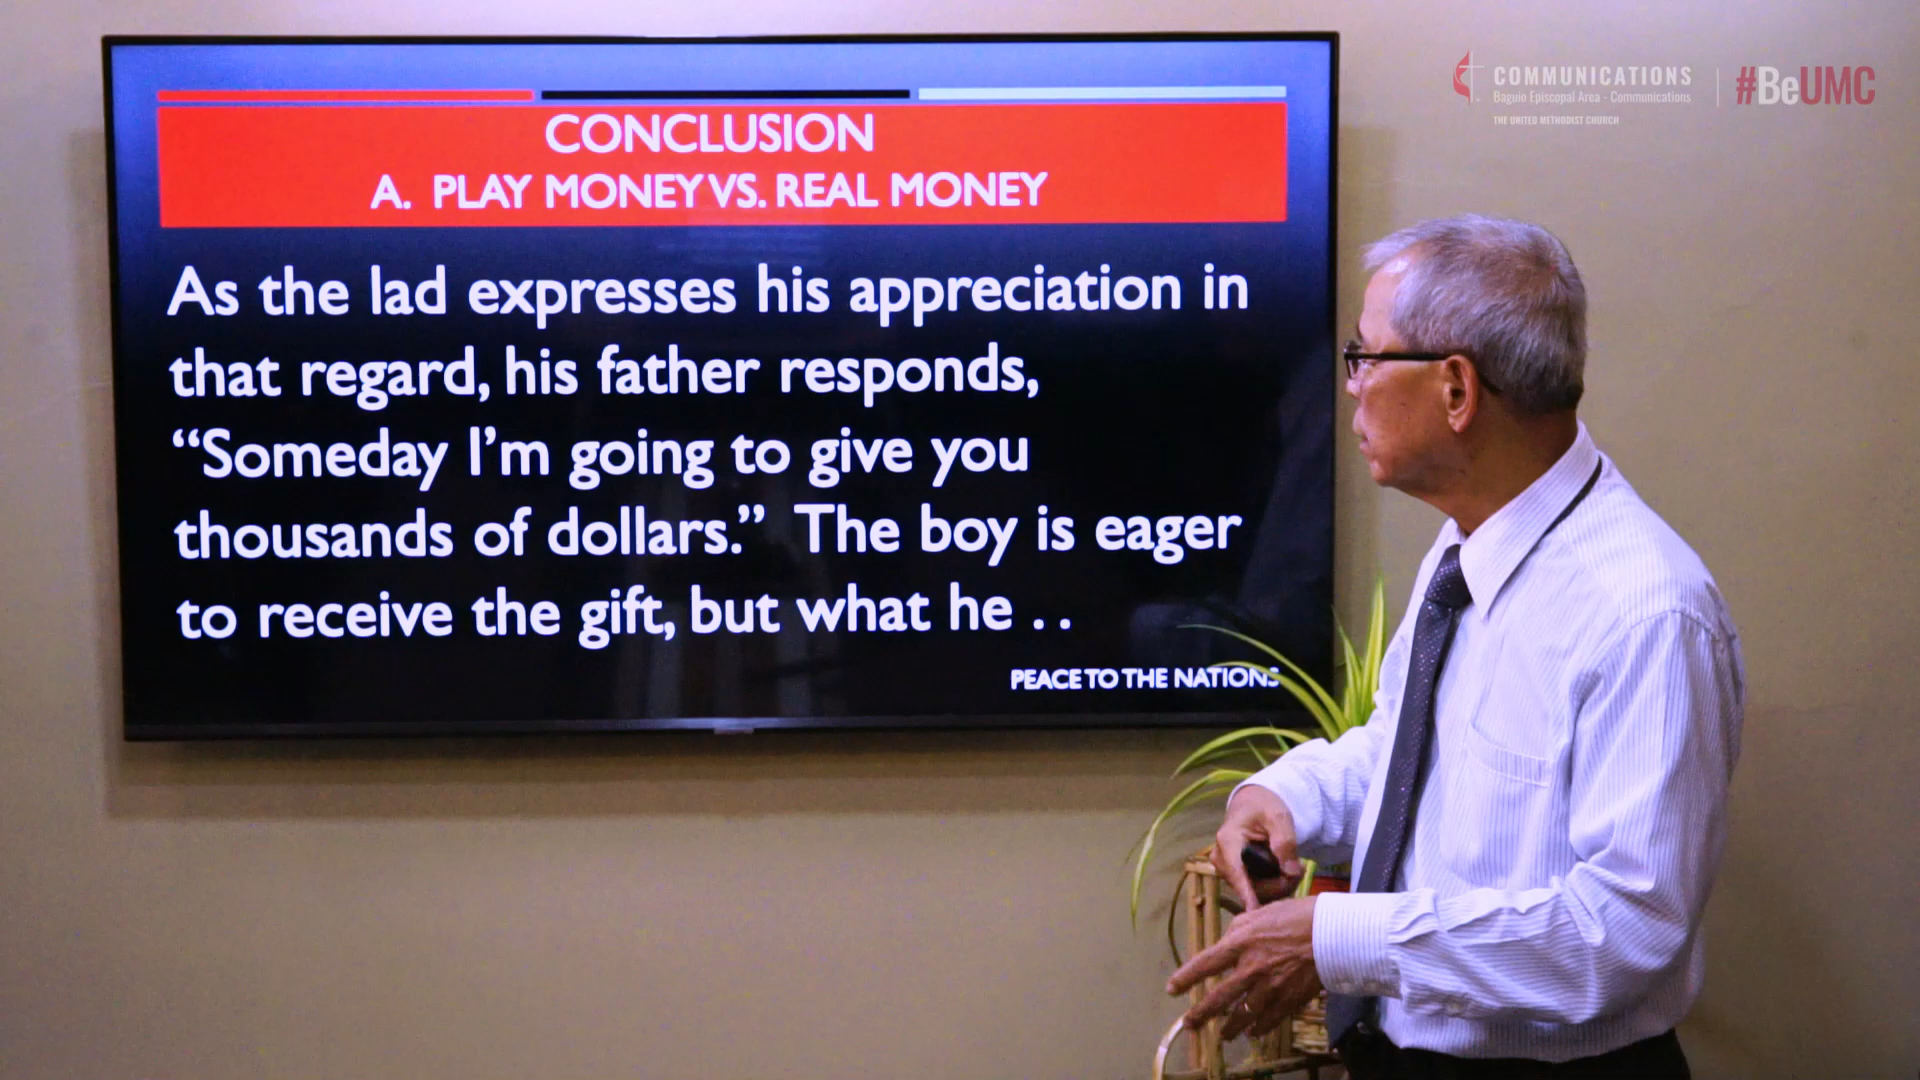 COMMUNICATIONS
Baguio Episcopal Area - Communications
THE UNITED METHODIST CHURCH
#BeUMC
CONCLUSION
A. PLAY MONEY VS. REAL MONEY
As the lad expresses his appreciation in
that regard, his father responds,
“Someday I’m going to give you
thousands of dollars.” The boy is eager
to receive the gift, but what he . .
PEACE TO THE NATIONS